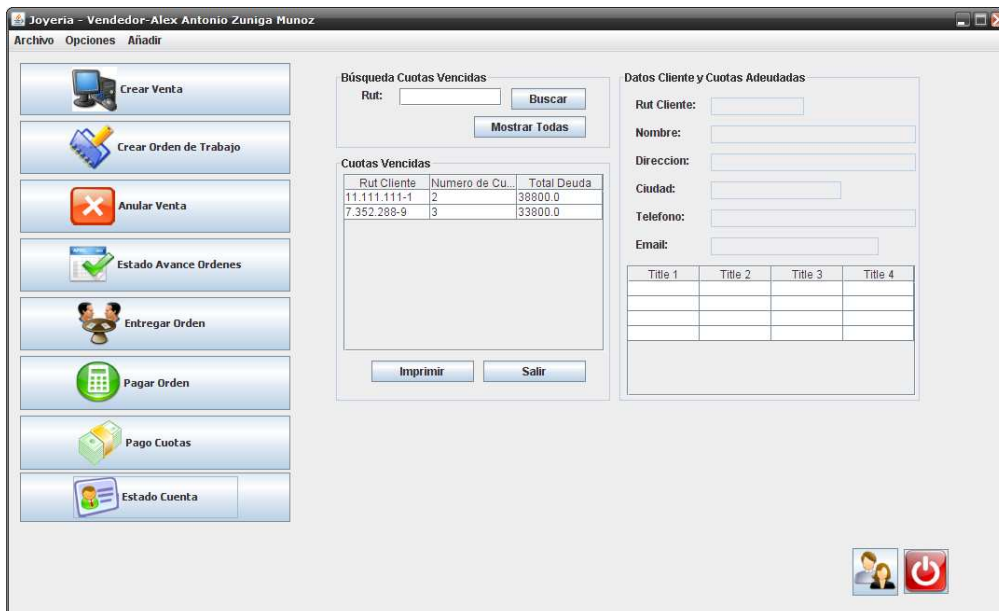 Joyeria - Vendedor-Alex Antonio Zuniga Munoz
Archivo Opciones Añadir
Crear Venta
Crear Orden de Trabajo
Anular Venta
Estado Avance Ordenes
Entregar Orden
Pagar Orden
Pago Cuotas
Estado Cuenta
Búsqueda Cuotas Vencidas
Rut:
Buscar
Mostrar Todas
Cuotas Vencidas
Rut Cliente Numero de Cu... Total Deuda
11.111.111-1 2 38800.0
7.352.288-9 3 33800.0
Imprimir Salir
Datos Cliente y Cuotas Adeudadas
Rut Cliente:
Nombre:
Direccion:
Ciudad:
Telefono:
Email:
Title 1 Title 2 Title 3 Title 4